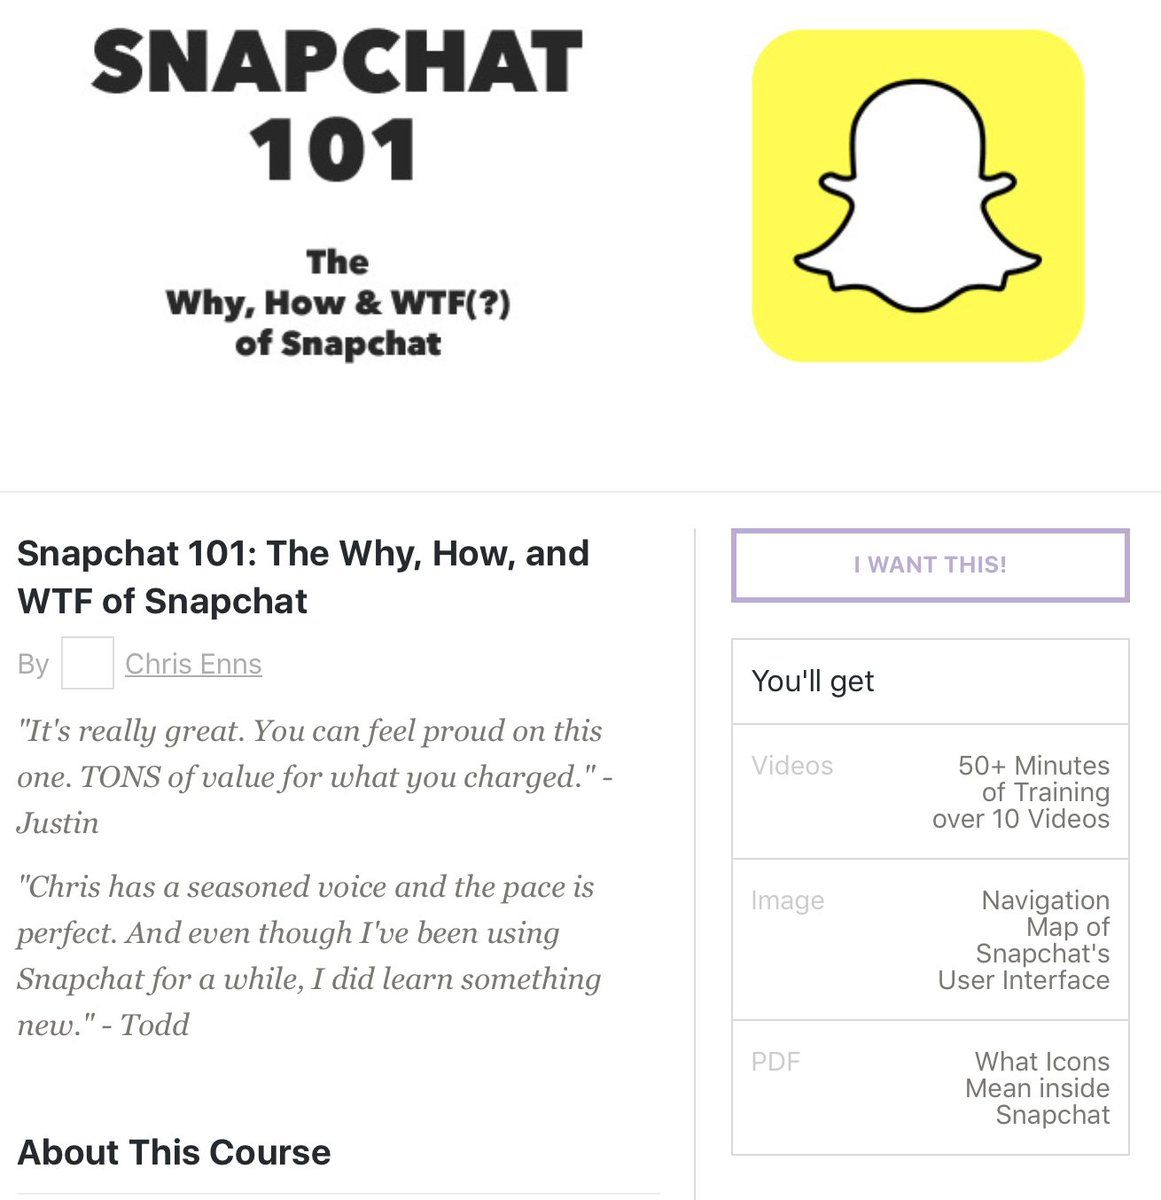 SNAPCHAT
101
The
Why, How & WTF(?)
of Snapchat
Snapchat 101: The Why, How, and
WTF of Snapchat
By Chris Enns
"It's really great. You can feel proud on this
one. TONS of value for what you charged." -
Justin
"Chris has a seasoned voice and the pace is
perfect. And even though I've been using
Snapchat for a while, I did learn something
new." - Todd
About This Course
I WANT THIS!
You'll get
Videos
50+ Minutes
of Training
over 10 Videos
Image
Navigation
Map of
Snapchat's
User Interface
PDF
What Icons
Mean inside
Snapchat